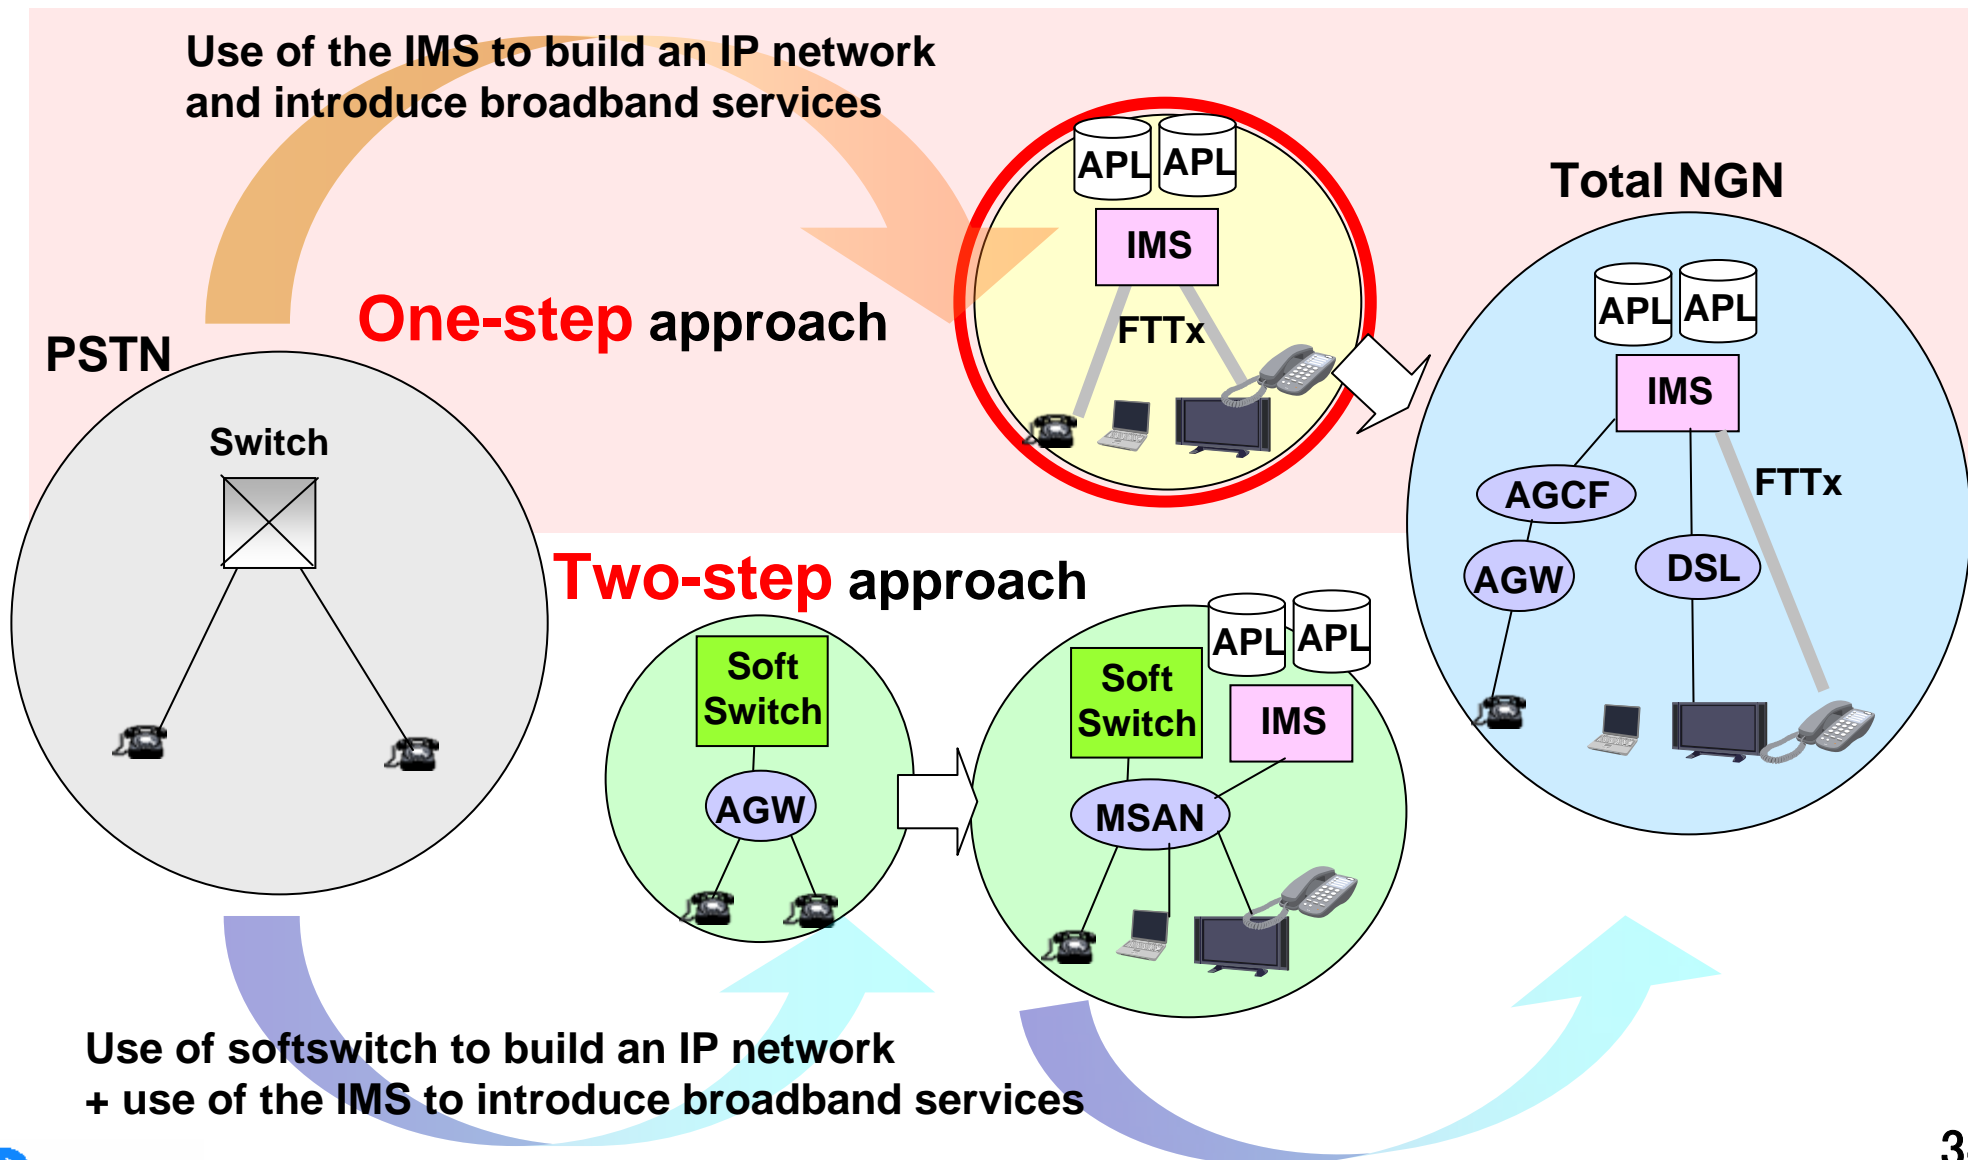 Use of the IMS to build an IP network
and introduce broadband services
APL APL
IMS
FTTx
Total NGN
APL APL
IMS
AGCF
FTTx
AGW
DSL
One-step approach
PSTN
Switch
Two-step approach
Soft
Switch
AGW
APL APL
Soft
Switch
IMS
MSAN
Use of softswitch to build an IP network
+ use of the IMS to introduce broadband services